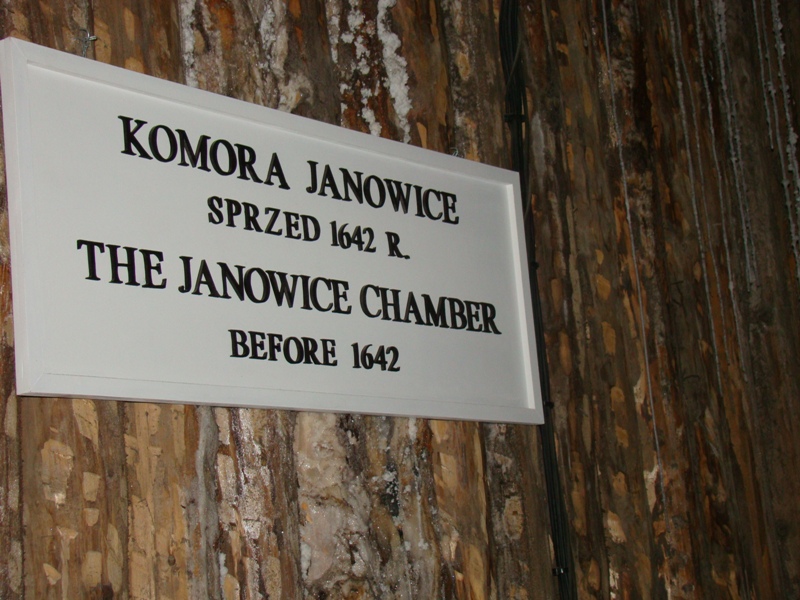 KOMORA JANOWICE
SPRZED 1642 R.
THE JANOWICE CHAMBER
BEFORE 1642